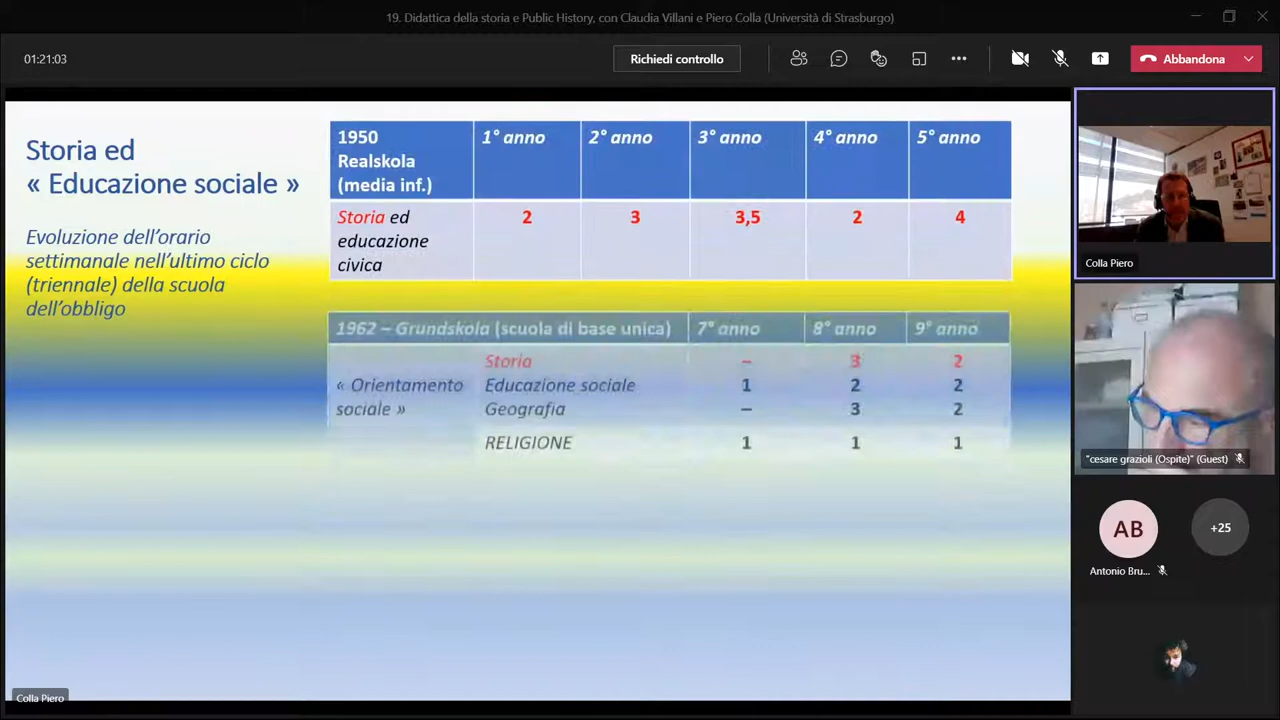 19. Didattica della storia e Public History, con Claudia Villani e Piero Colla (Università di Strasburgo)
01:21:03
Richiedi controllo
Abbandona
Storia ed
« Educazione sociale »
Evoluzione dell'orario
settimanale nell'ultimo ciclo
(triennale) della scuola
dell'obbligo
1950
Realskola
(media inf.)
1° anno
2° anno
3° anno
4° anno
5° anno
Storia ed
educazione
civica
2
3
3,5
2
4
1962 – Grundskola (scuola di base unica)
7° anno
8° anno
9° anno
« Orientamento
sociale »
Storia
–
3
2
Educazione sociale
1
2
2
Geografia
–
3
2
RELIGIONE
1
1
1
Colla Piero
Colla Piero
"cesare grazioli (Ospite)" (Guest)
AB
+25
Antonio Bru...